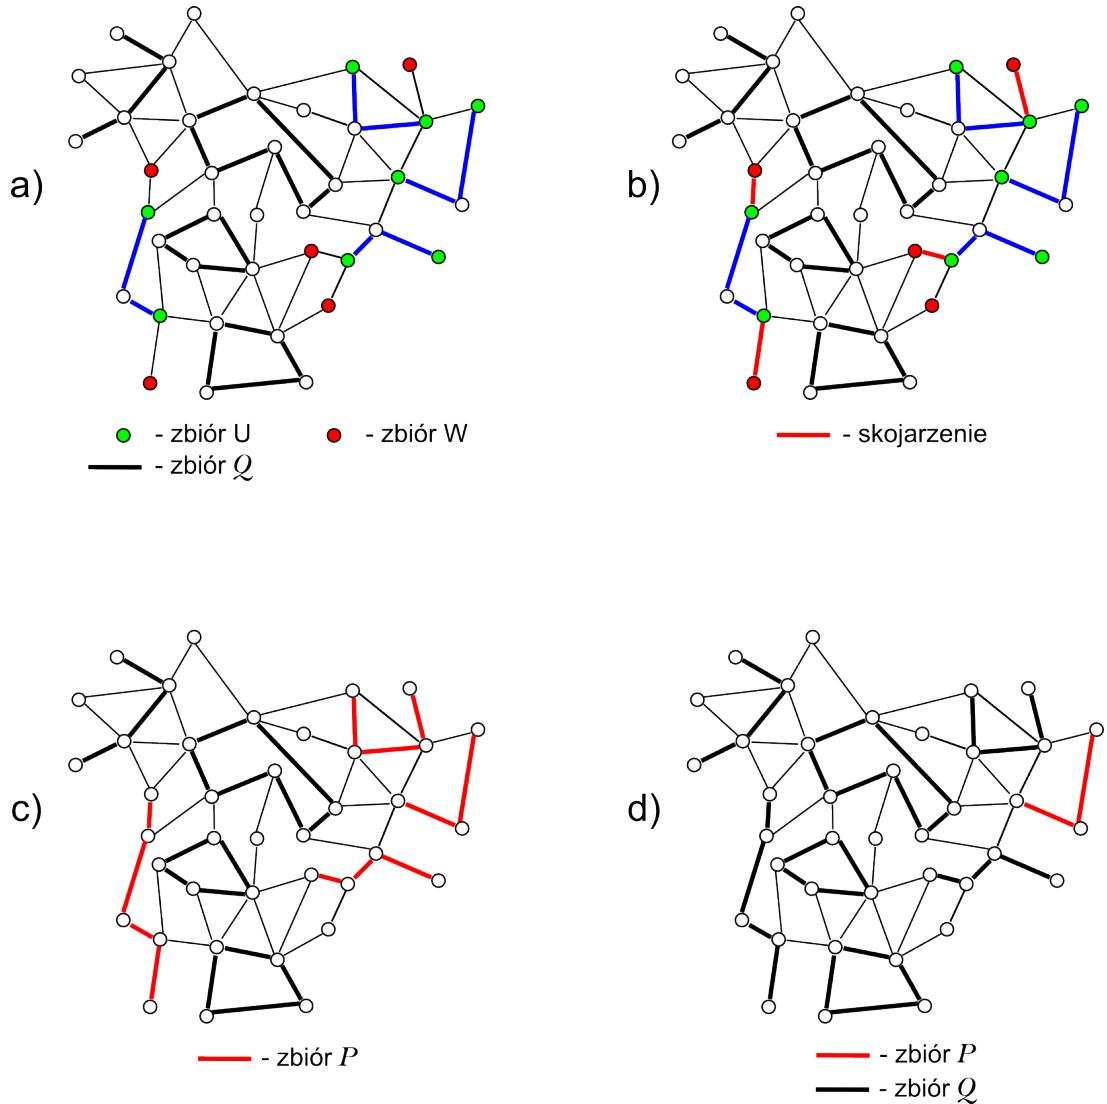 a)
b)
- zbiór U
- zbiór W
- zbiór Q
- skojarzenie
c)
d)
- zbiór P
- zbiór P
- zbiór Q